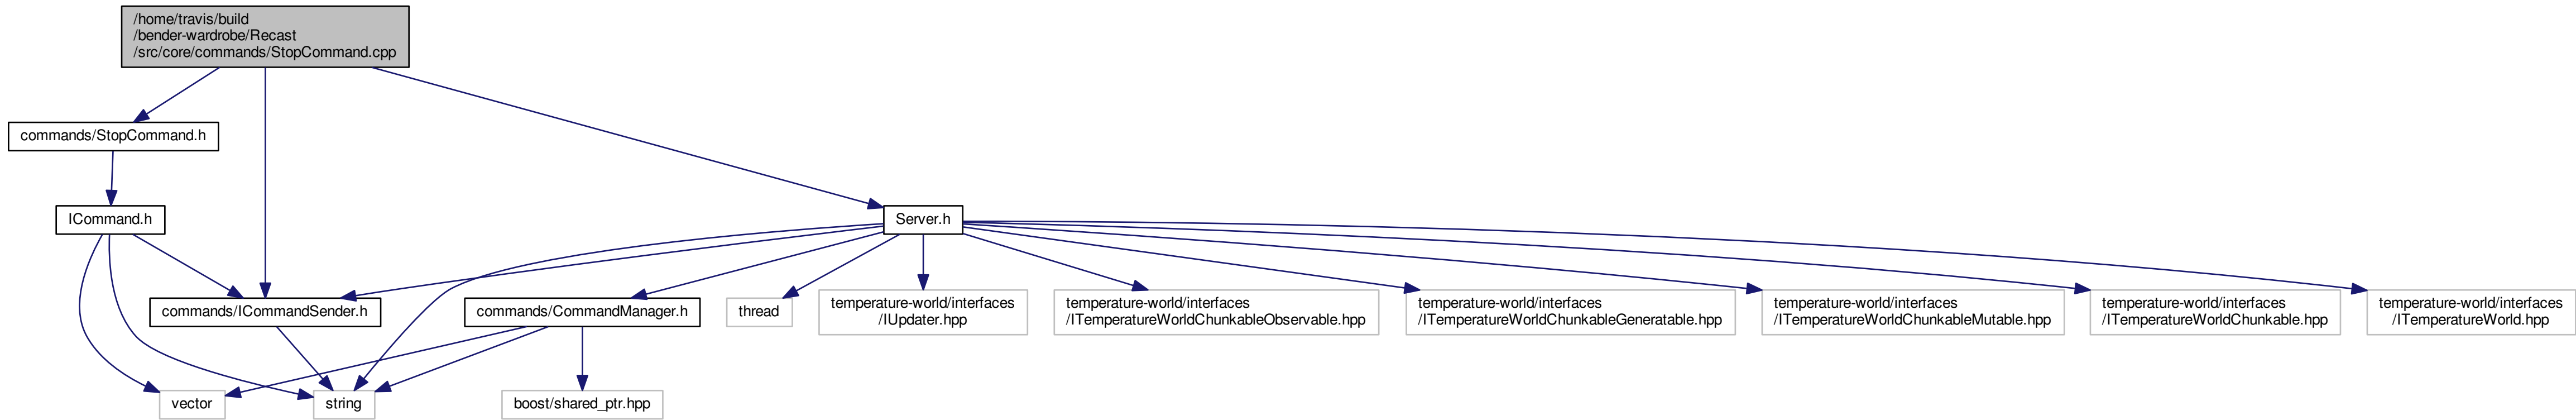 /home/travis/build
/bender-wardrobe/Recast
/src/core/commands/StopCommand.cpp
commands/StopCommand.h
ICommand.h
Server.h
commands/ICommandSender.h
commands/CommandManager.h
thread
temperature-world/interfaces
/IUpdater.hpp
temperature-world/interfaces
/ITemperatureWorldChunkableObservable.hpp
temperature-world/interfaces
/ITemperatureWorldChunkableGeneratable.hpp
temperature-world/interfaces
/ITemperatureWorldChunkableMutable.hpp
temperature-world/interfaces
/ITemperatureWorldChunkable.hpp
temperature-world/interfaces
/ITemperatureWorld.hpp
vector
string
boost/shared_ptr.hpp